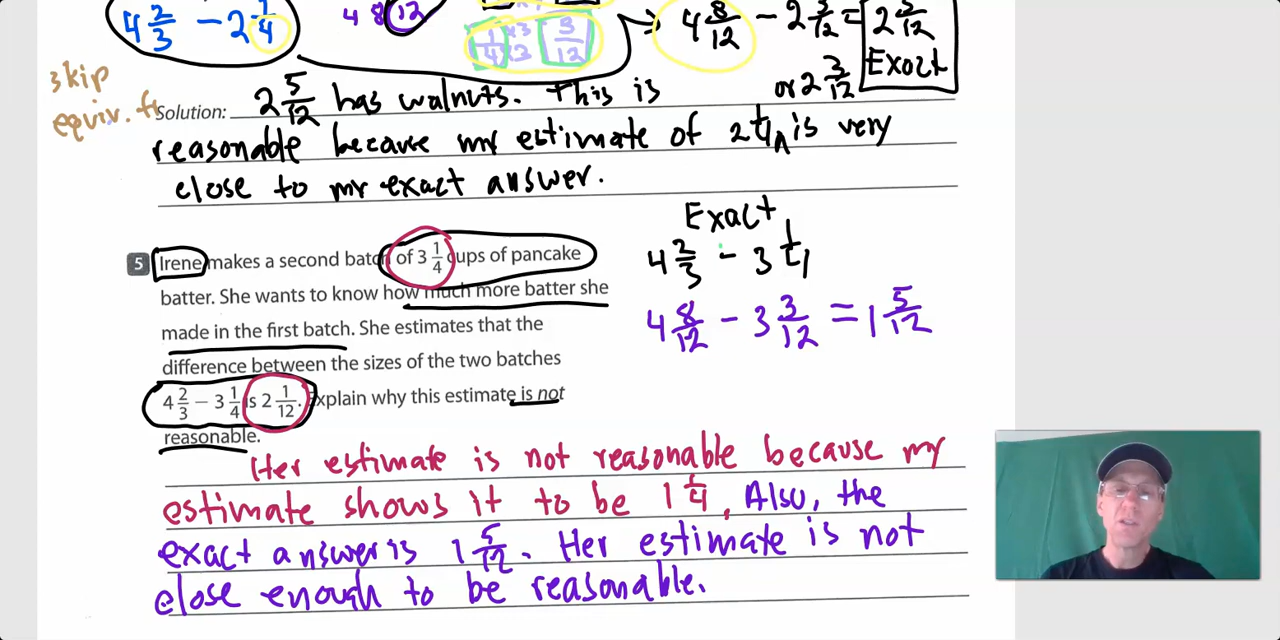 4 2/3 - 2 1/4
4 8 12
1/4 ×3 ×3 3/12
4 8/12 - 2 3/12 = 2 5/12
Exact
or 2 3/12
skip
equiv. fr
Solution: 2 5/12 has walnuts. This is
reasonable because my estimate of 2 1/4 is very
close to my exact answer.
Exact
4 2/3 - 3 1/4
4 8/12 - 3 3/12 = 1 5/12
5 Irene makes a second batch of 3 1/4 cups of pancake
batter. She wants to know how much more batter she
made in the first batch. She estimates that the
difference between the sizes of the two batches
4 2/3 - 3 1/4 is 2 1/12. Explain why this estimate is not
reasonable.
Her estimate is not reasonable because my
estimate shows it to be 1 1/4. Also, the
exact answer is 1 5/12. Her estimate is not
close enough to be reasonable.